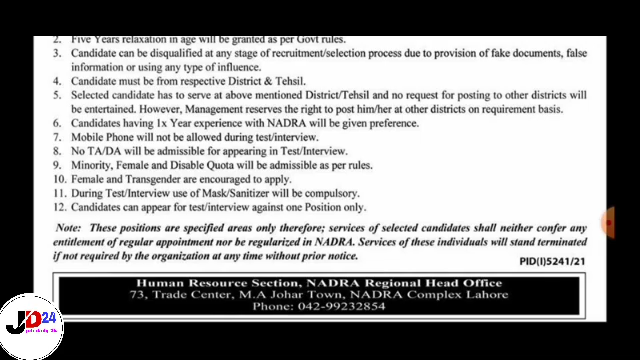 2. Five Years relaxation in age will be granted as per Govt rules.
3. Candidate can be disqualified at any stage of recruitment/selection process due to provision of fake documents, false
information or using any type of influence.
4. Candidate must be from respective District & Tehsil.
5. Selected candidate has to serve at above mentioned District/Tehsil and no request for posting to other districts will
be entertained. However, Management reserves the right to post him/her at other districts on requirement basis.
6. Candidates having 1x Year experience with NADRA will be given preference.
7. Mobile Phone will not be allowed during test/interview.
8. No TA/DA will be admissible for appearing in Test/Interview.
9. Minority, Female and Disable Quota will be admissible as per rules.
10. Female and Transgender are encouraged to apply.
11. During Test/Interview use of Mask/Sanitizer will be compulsory.
12. Candidates can appear for test/interview against one Position only.
Note: These positions are specified areas only therefore; services of selected candidates shall neither confer any
entitlement of regular appointment nor be regularized in NADRA. Services of these individuals will stand terminated
if not required by the organization at any time without prior notice.
PID(I)5241/21
Human Resource Section, NADRA Regional Head Office
73, Trade Center, M.A Johar Town, NADRA Complex Lahore
Phone: 042-99232854
JD24